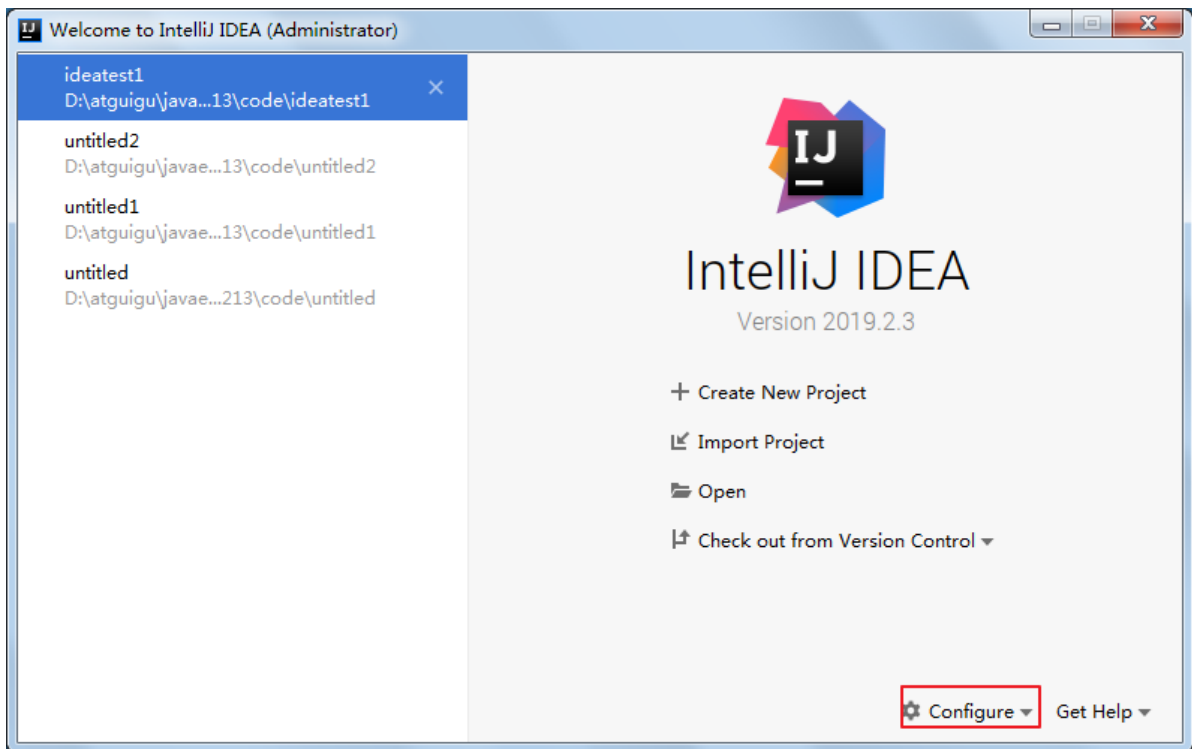 Welcome to IntelliJ IDEA (Administrator)
ideatest1
D:\atguigu\java...13\code\ideatest1
untitled2
D:\atguigu\javae...13\code\untitled2
untitled1
D:\atguigu\javae...13\code\untitled1
untitled
D:\atguigu\javae...213\code\untitled
IJ
IntelliJ IDEA
Version 2019.2.3
Create New Project
Import Project
Open
Check out from Version Control
Configure
Get Help